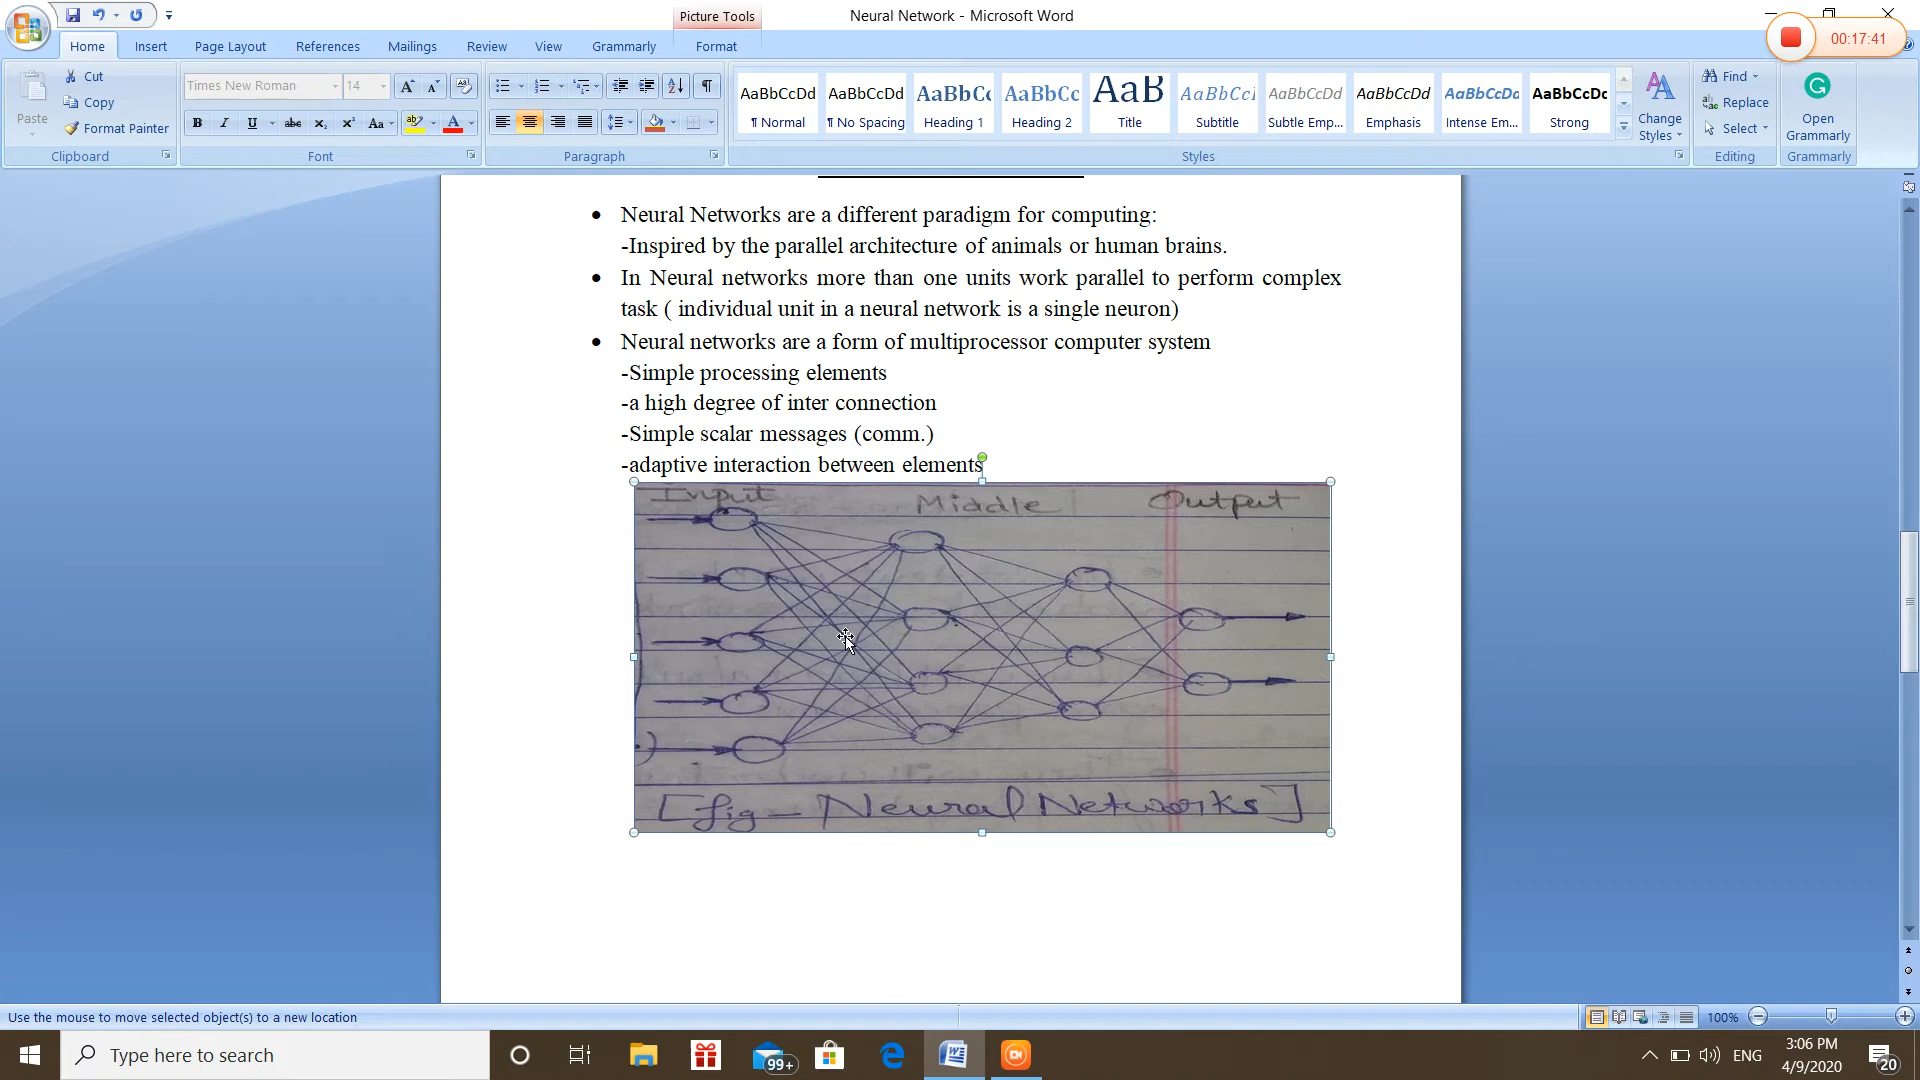 Picture Tools
Neural Network - Microsoft Word
00:17:41
Home Insert Page Layout References Mailings Review View Grammarly Format
Paste
Cut
Copy
Format Painter
Clipboard
Times New Roman 14
Font
Paragraph
AaBbCcDd AaBbCcDd AaBbCc AaBbCc AaB AaBbCcI AaBbCcDd AaBbCcDd AaBbCcDd AaBbCcDd
¶ Normal ¶ No Spacing Heading 1 Heading 2 Title Subtitle Subtle Emp... Emphasis Intense Em... Strong
Styles
Change Styles
Find
Replace
Select
Editing
Open Grammarly
Grammarly
• Neural Networks are a different paradigm for computing:
-Inspired by the parallel architecture of animals or human brains.
• In Neural networks more than one units work parallel to perform complex
task ( individual unit in a neural network is a single neuron)
• Neural networks are a form of multiprocessor computer system
-Simple processing elements
-a high degree of inter connection
-Simple scalar messages (comm.)
-adaptive interaction between elements
Input Middle Output
[fig - Neural Networks]
Use the mouse to move selected object(s) to a new location
100%
Type here to search
99+
ENG
3:06 PM
4/9/2020
20